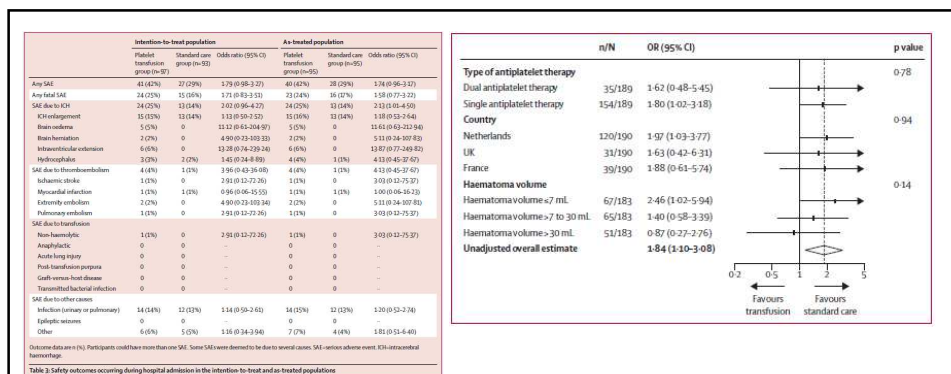 Intention-to-treat population As-treated population
Platelet transfusion group (n=97) Standard care group (n=93) Odds ratio (95% CI) Platelet transfusion group (n=95) Standard care group (n=95) Odds ratio (95% CI)
Any SAE 41 (42%) 27 (29%) 1·79 (0·98–3·27) 40 (42%) 28 (29%) 1·74 (0·96–3·17)
Any fatal SAE 24 (25%) 15 (16%) 1·71 (0·83–3·51) 23 (24%) 16 (17%) 1·58 (0·77–3·22)
SAE due to ICH 24 (25%) 13 (14%) 2·02 (0·96–4·27) 24 (25%) 13 (14%) 2·13 (1·01–4·50)
ICH enlargement 15 (15%) 13 (14%) 1·13 (0·50–2·52) 15 (16%) 13 (14%) 1·18 (0·53–2·64)
Brain oedema 5 (5%) 0 11·12 (0·61–204·97) 5 (5%) 0 11·61 (0·63–212·94)
Brain herniation 2 (2%) 0 4·90 (0·23–103·33) 2 (2%) 0 5·11 (0·24–107·83)
Intraventricular extension 6 (6%) 0 13·28 (0·74–239·24) 6 (6%) 0 13·87 (0·77–249·82)
Hydrocephalus 3 (3%) 2 (2%) 1·45 (0·24–8·89) 4 (4%) 1 (1%) 4·13 (0·45–37·67)
SAE due to thromboembolism 4 (4%) 1 (1%) 3·96 (0·43–36·08) 4 (4%) 1 (1%) 4·13 (0·45–37·67)
Ischaemic stroke 1 (1%) 0 2·91 (0·12–72·26) 1 (1%) 0 3·03 (0·12–75·37)
Myocardial infarction 1 (1%) 1 (1%) 0·96 (0·06–15·55) 1 (1%) 1 (1%) 1·00 (0·06–16·23)
Extremity embolism 2 (2%) 0 4·90 (0·23–103·34) 2 (2%) 0 5·11 (0·24–107·81)
Pulmonary embolism 1 (1%) 0 2·91 (0·12–72·26) 1 (1%) 0 3·03 (0·12–75·37)
SAE due to transfusion
Non-haemolytic 1 (1%) 0 2·91 (0·12–72·26) 1 (1%) 0 3·03 (0·12–75·37)
Anaphylactic 0 0 – 0 0 –
Acute lung injury 0 0 – 0 0 –
Post-transfusion purpura 0 0 – 0 0 –
Graft-versus-host disease 0 0 – 0 0 –
Transmitted bacterial infection 0 0 – 0 0 –
SAE due to other causes
Infection (urinary or pulmonary) 14 (14%) 12 (13%) 1·14 (0·50–2·61) 14 (15%) 12 (13%) 1·20 (0·52–2·74)
Epileptic seizures 0 0 – 0 0 –
Other 6 (6%) 5 (5%) 1·16 (0·34–3·94) 7 (7%) 4 (4%) 1·81 (0·51–6·40)
Outcome data are n (%). Participants could have more than one SAE. Some SAEs were deemed to be due to several causes. SAE=serious adverse event. ICH=intracerebral
haemorrhage.
Table 3: Safety outcomes occurring during hospital admission in the intention-to-treat and as-treated populations
n/N OR (95% CI) p value
Type of antiplatelet therapy 0·78
Dual antiplatelet therapy 35/189 1·62 (0·48–5·45)
Single antiplatelet therapy 154/189 1·80 (1·02–3·18)
Country 0·94
Netherlands 120/190 1·97 (1·03–3·77)
UK 31/190 1·63 (0·42–6·31)
France 39/190 1·88 (0·61–5·74)
Haematoma volume 0·14
Haematoma volume ≤7 mL 67/183 2·46 (1·02–5·94)
Haematoma volume >7 to 30 mL 65/183 1·40 (0·58–3·39)
Haematoma volume >30 mL 51/183 0·87 (0·27–2·76)
Unadjusted overall estimate 1·84 (1·10–3·08)
0·2 0·5 1 2 5
Favours transfusion Favours standard care